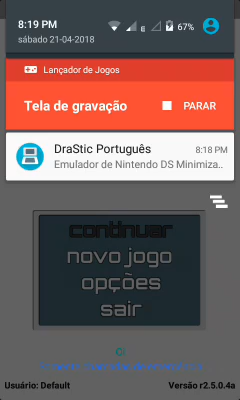 8:19 PM
67%
sábado 21-04-2018
Lançador de Jogos
Tela de gravação
PARAR
DraStic Português
8:18 PM
Emulador de Nintendo DS Minimiza..
continuar
novo jogo
opções
sair
Usuário: Default
Versão r2.5.0.4a